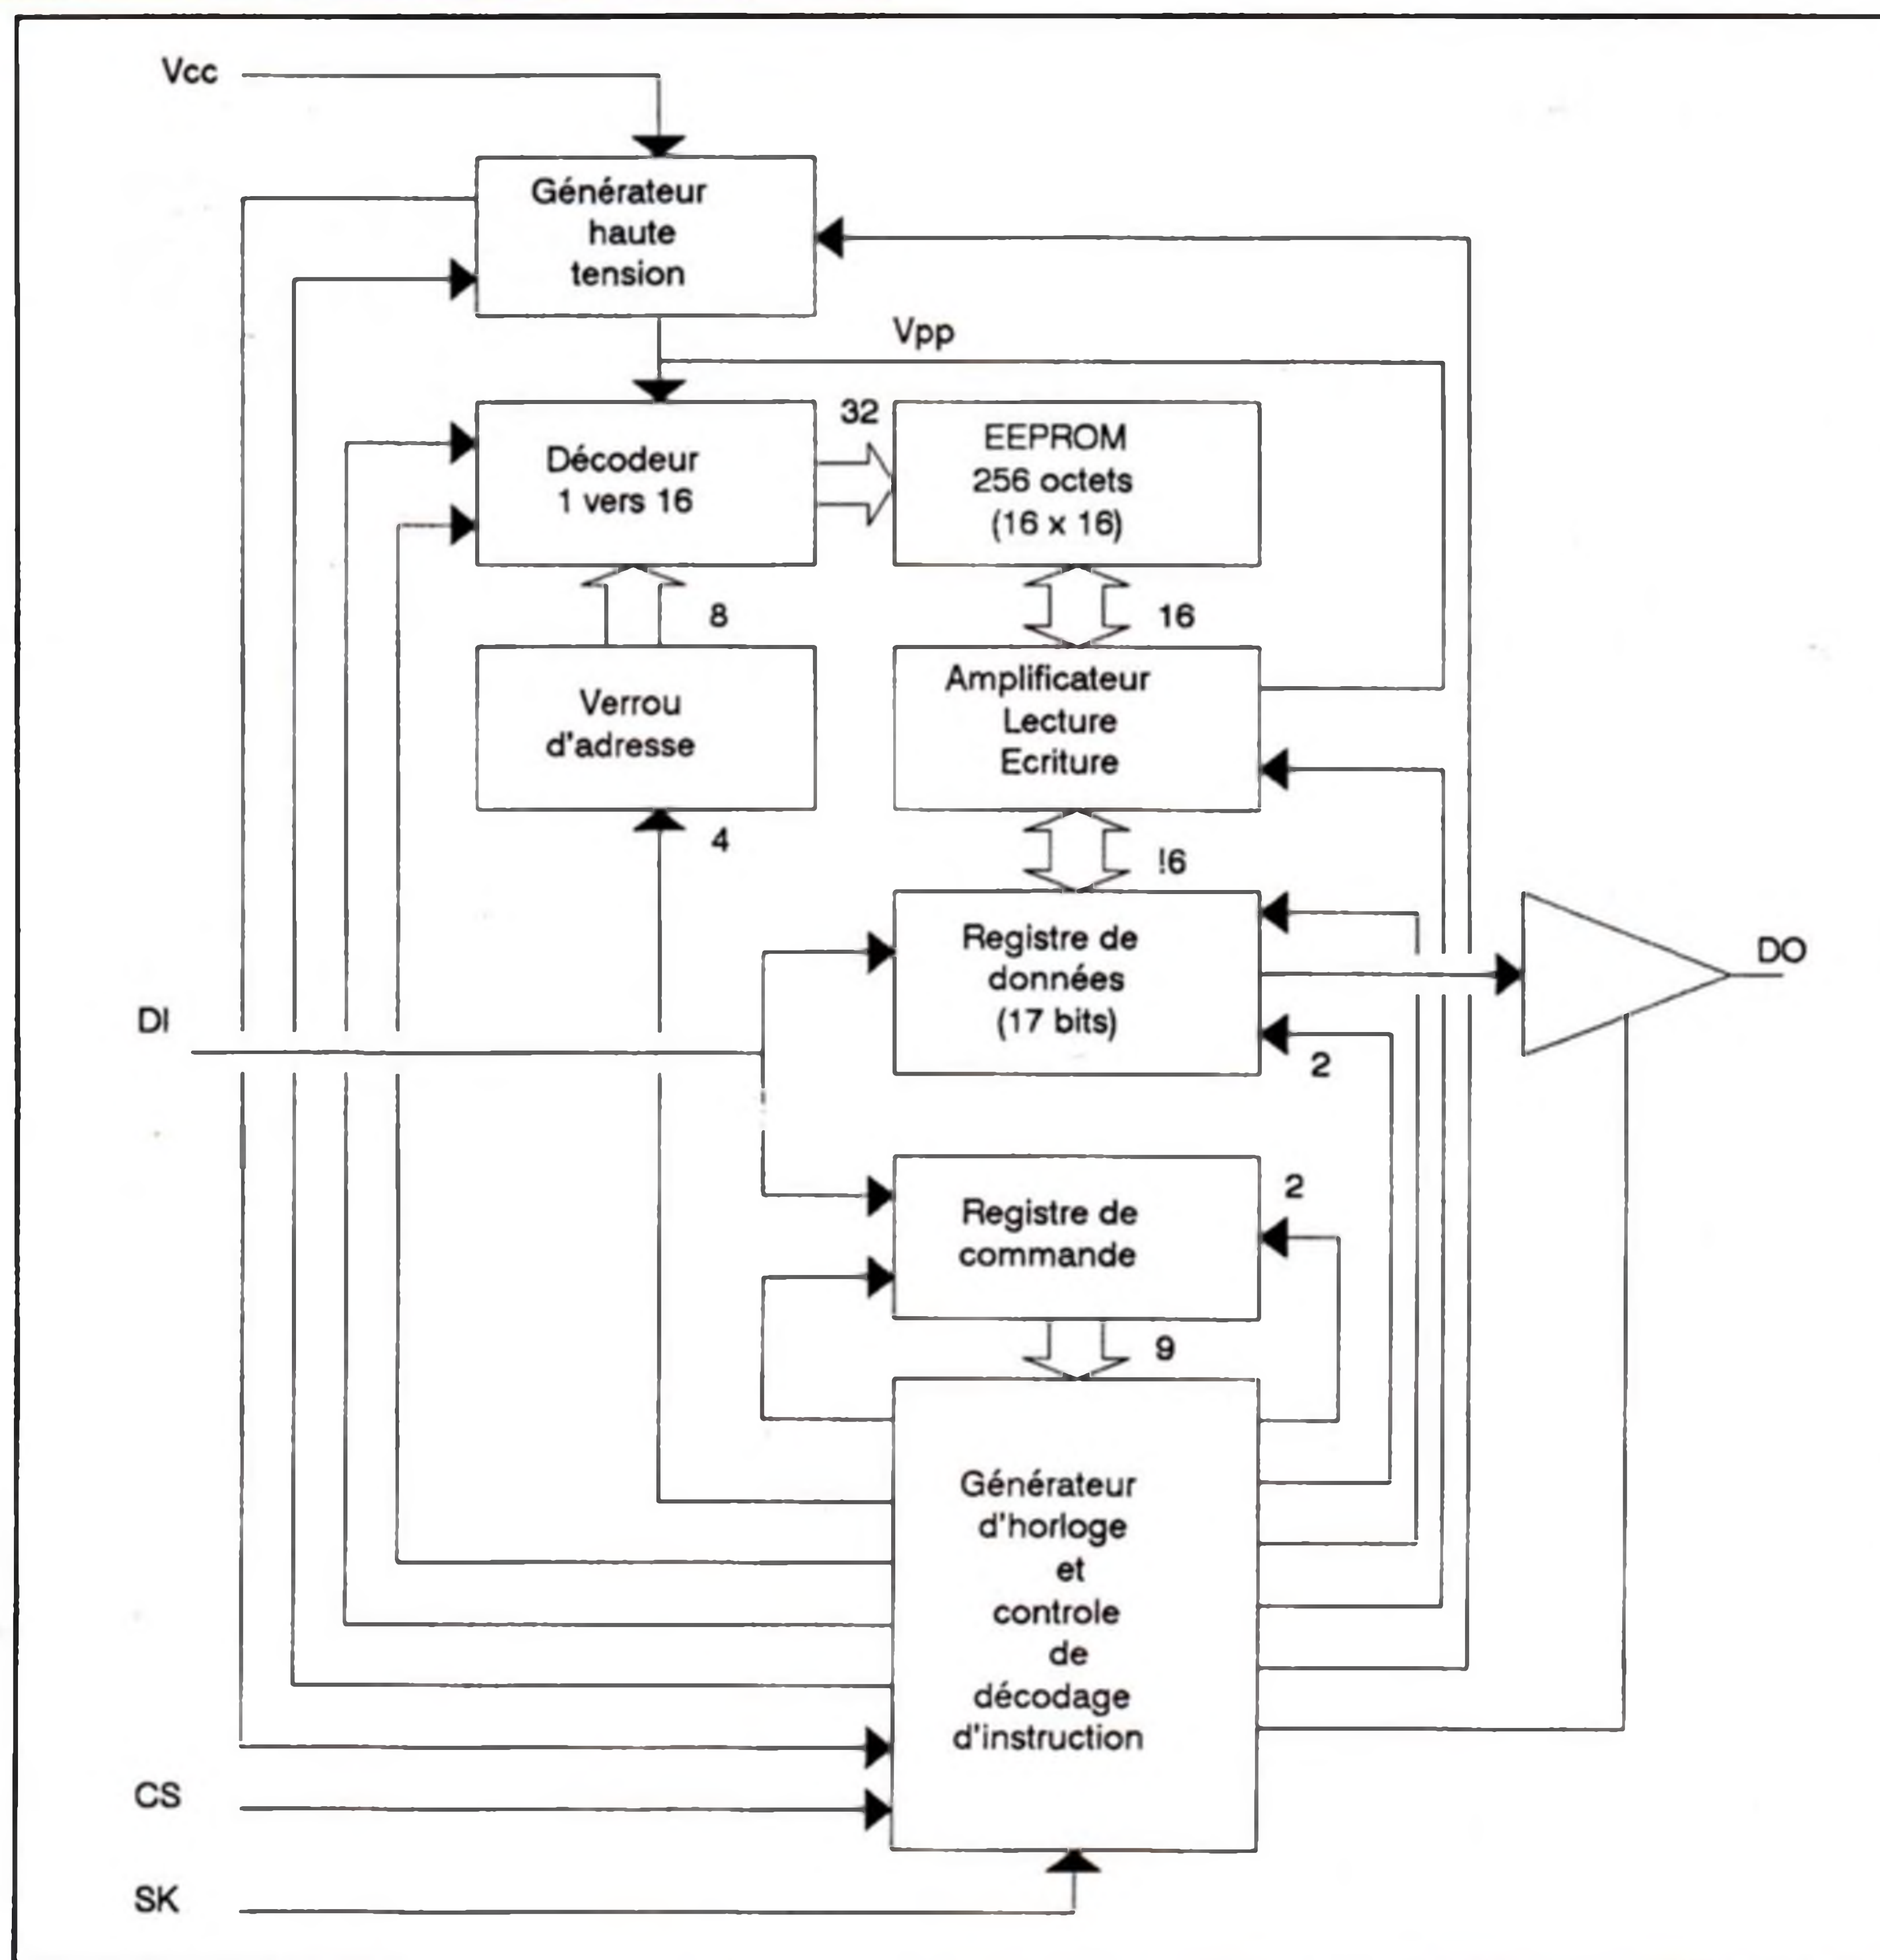 Vcc
Générateur
haute
tension
Vpp
Décodeur
1 vers 16
32
EEPROM
256 octets
(16 x 16)
8
16
Verrou
d'adresse
Amplificateur
Lecture
Ecriture
4
!6
Registre de
données
(17 bits)
DO
DI
2
Registre de
commande
2
9
Générateur
d'horloge
et
controle
de
décodage
d'instruction
CS
SK